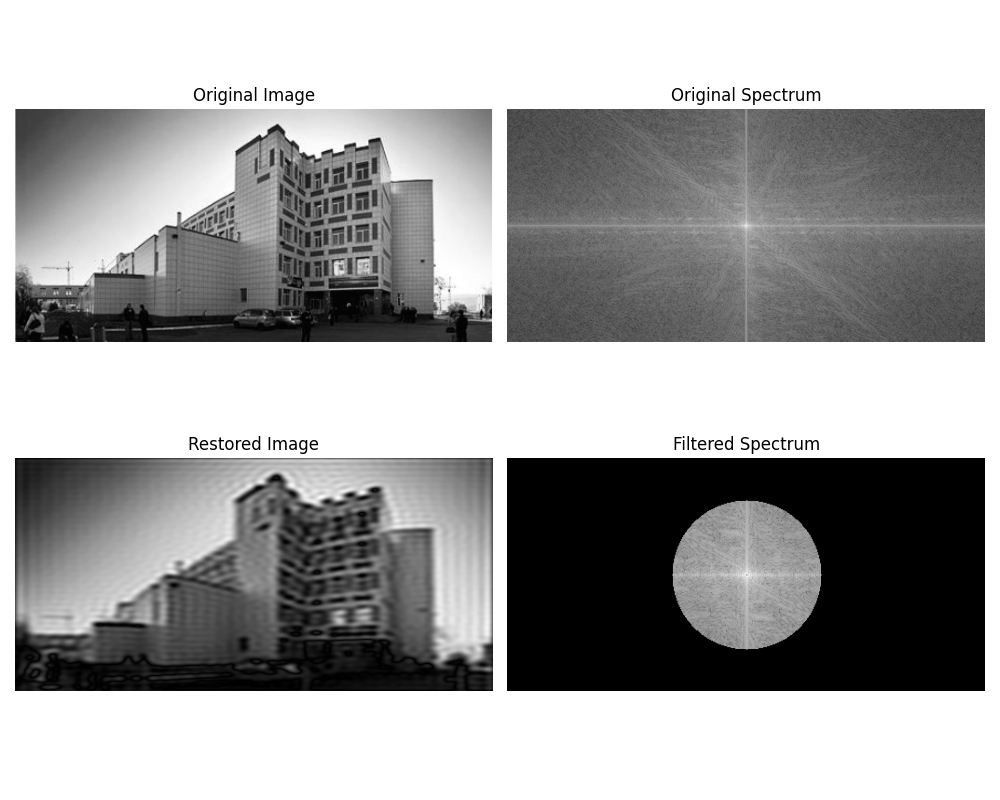 Original Image
Original Spectrum
Restored Image
Filtered Spectrum